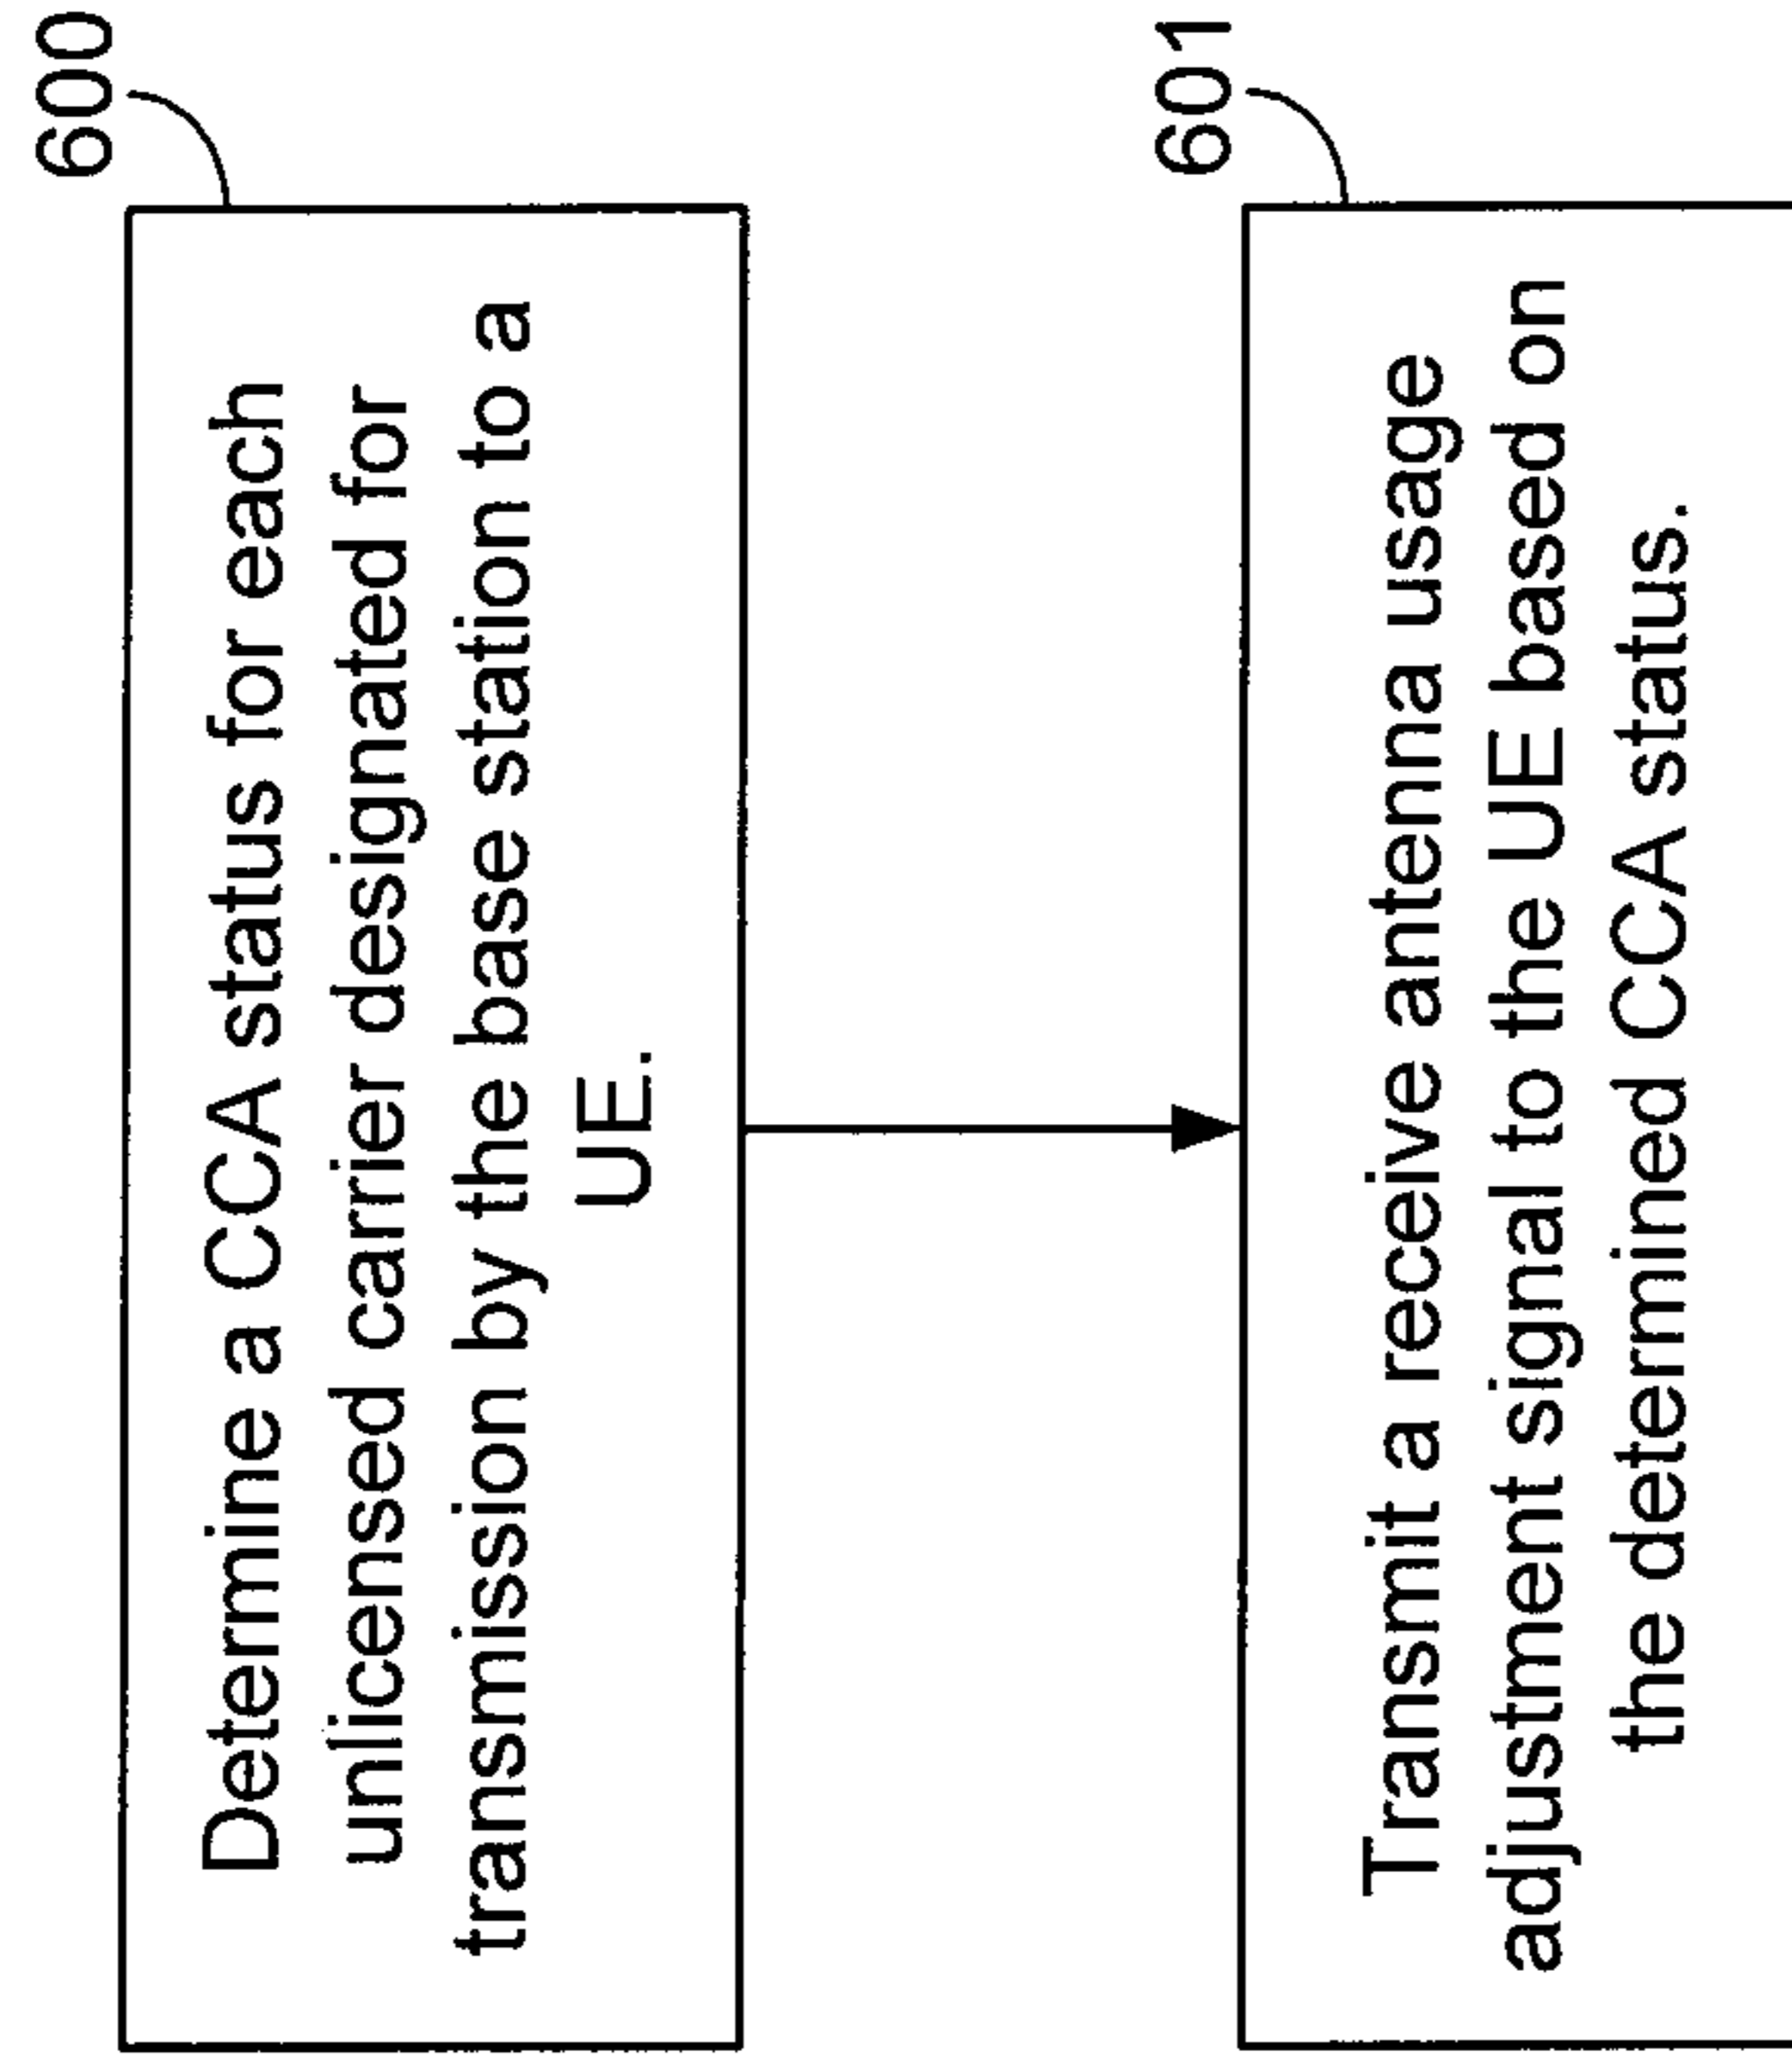 600
Determine a CCA status for each
unlicensed carrier designated for
transmission by the base station to a
UE.
601
Transmit a receive antenna usage
adjustment signal to the UE based on
the determined CCA status.